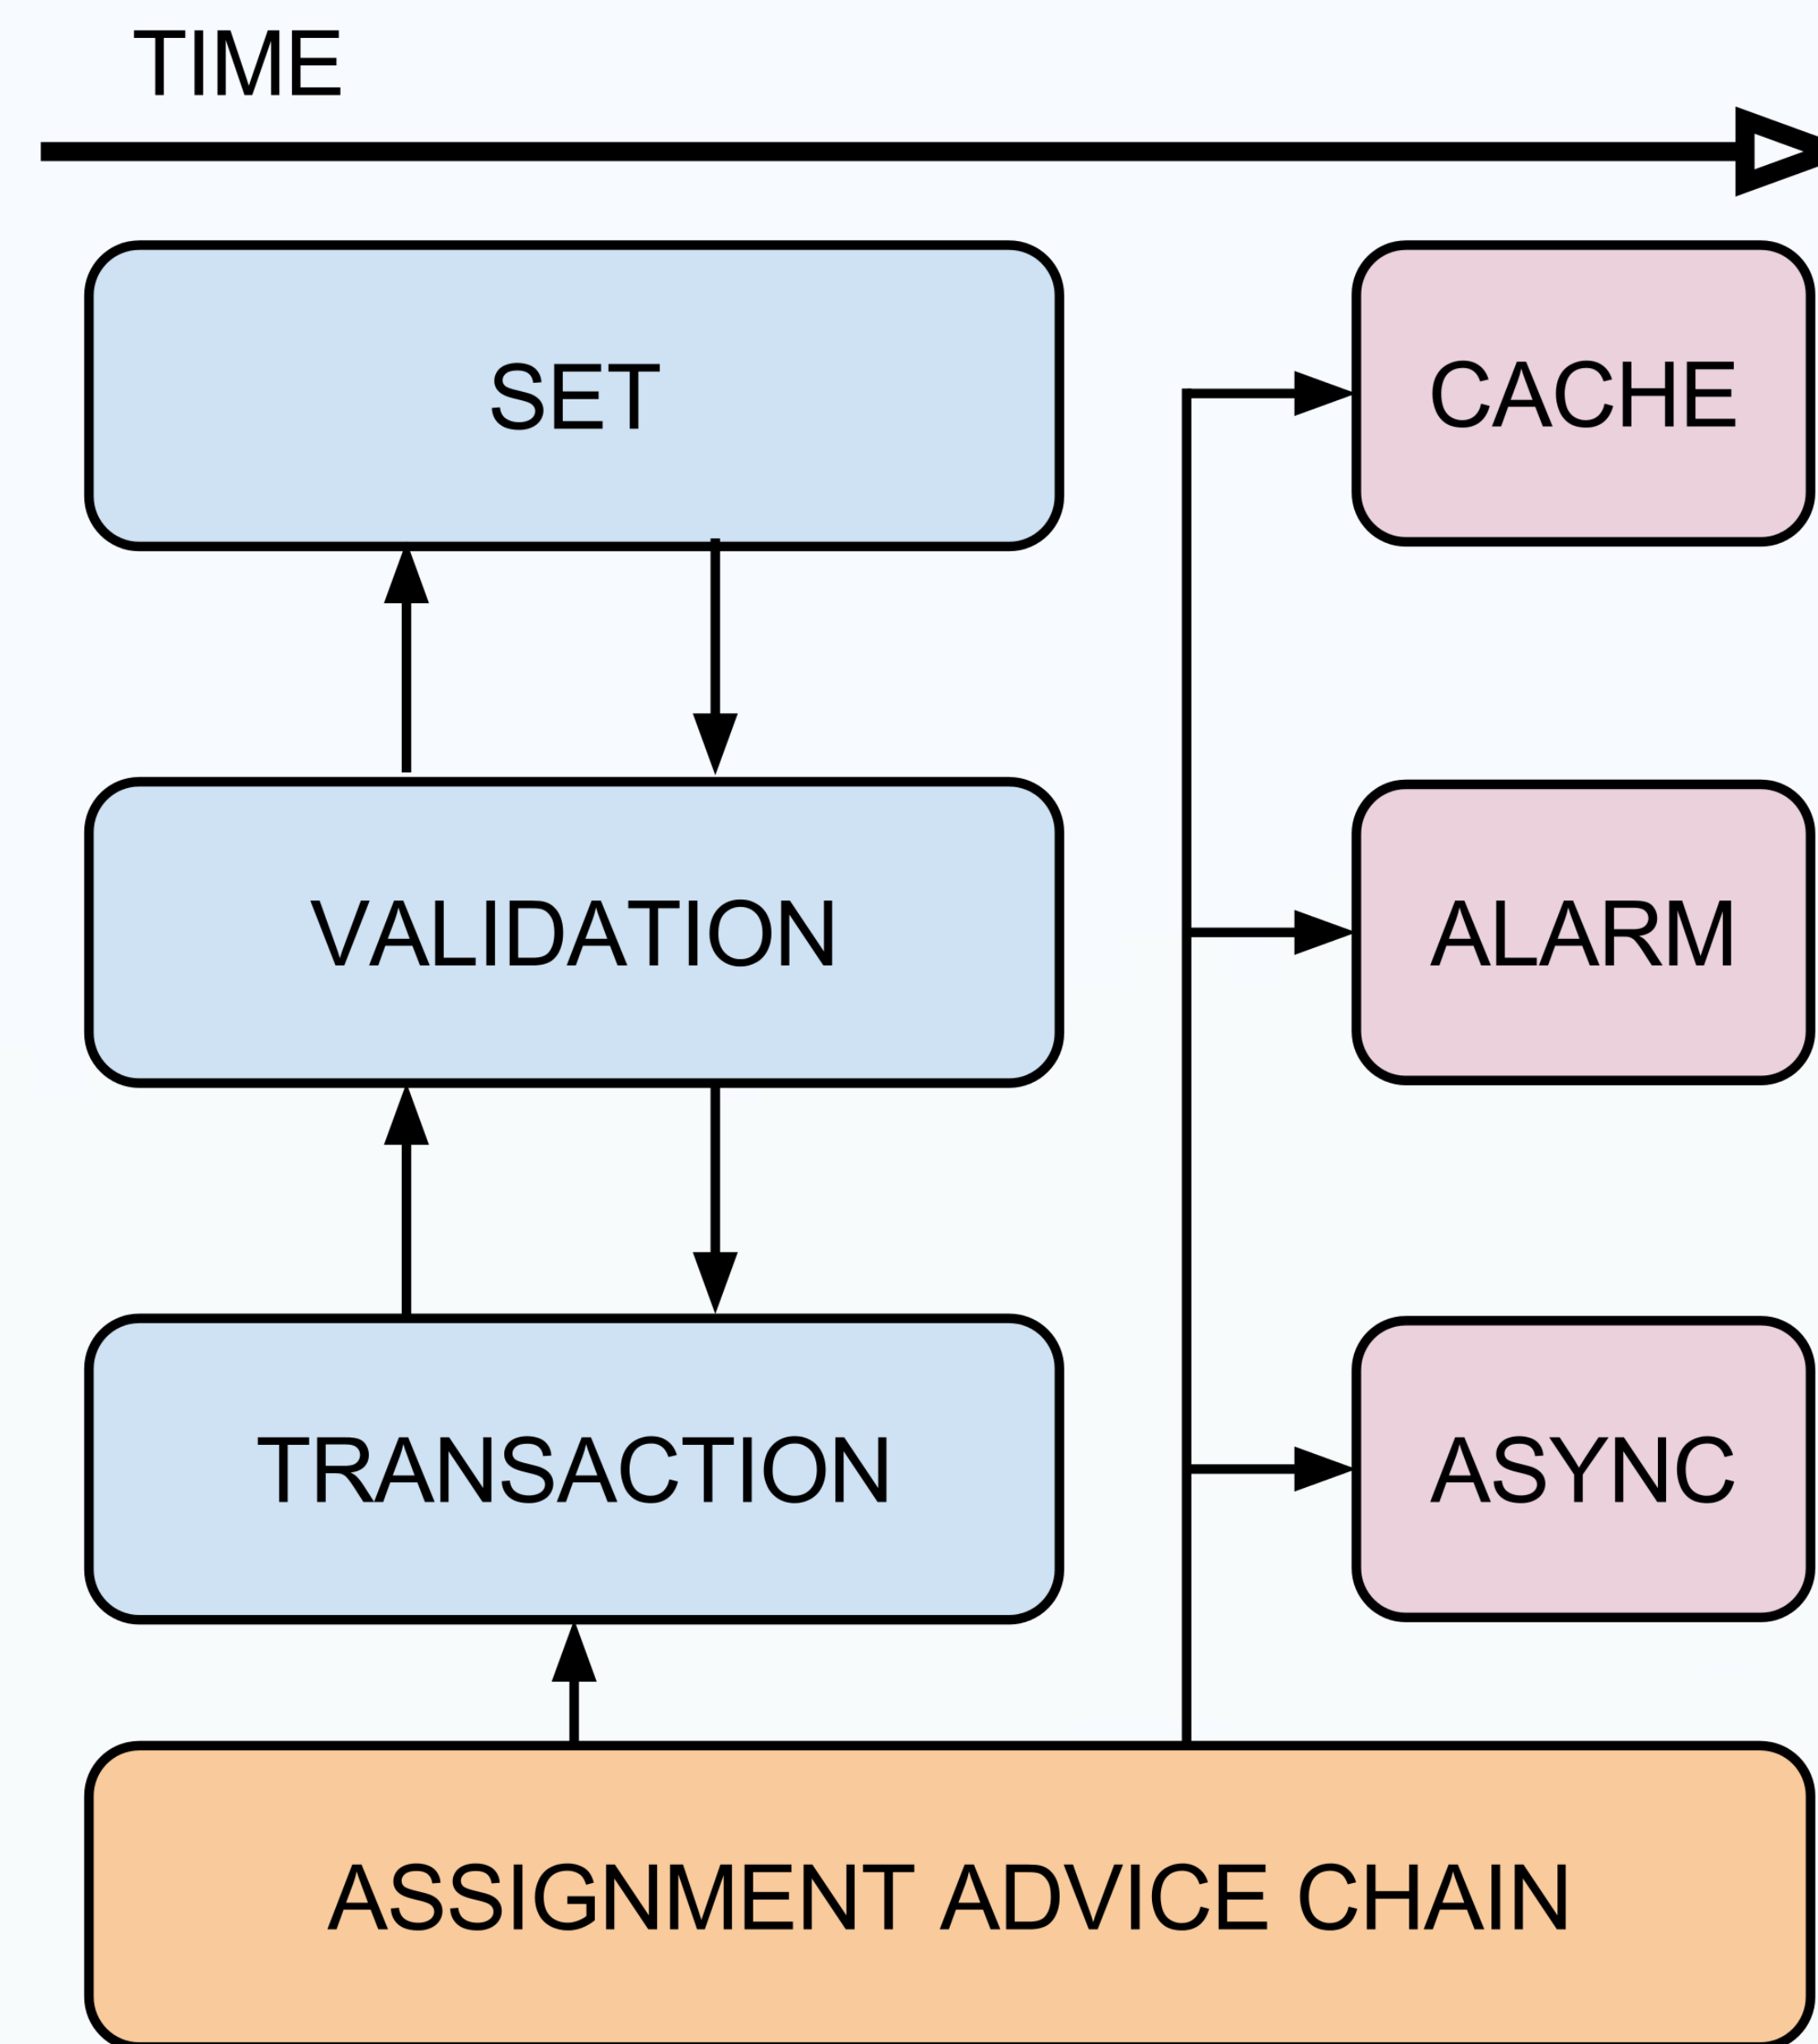 TIME
SET
CACHE
VALIDATION
ALARM
TRANSACTION
ASYNC
ASSIGNMENT ADVICE CHAIN